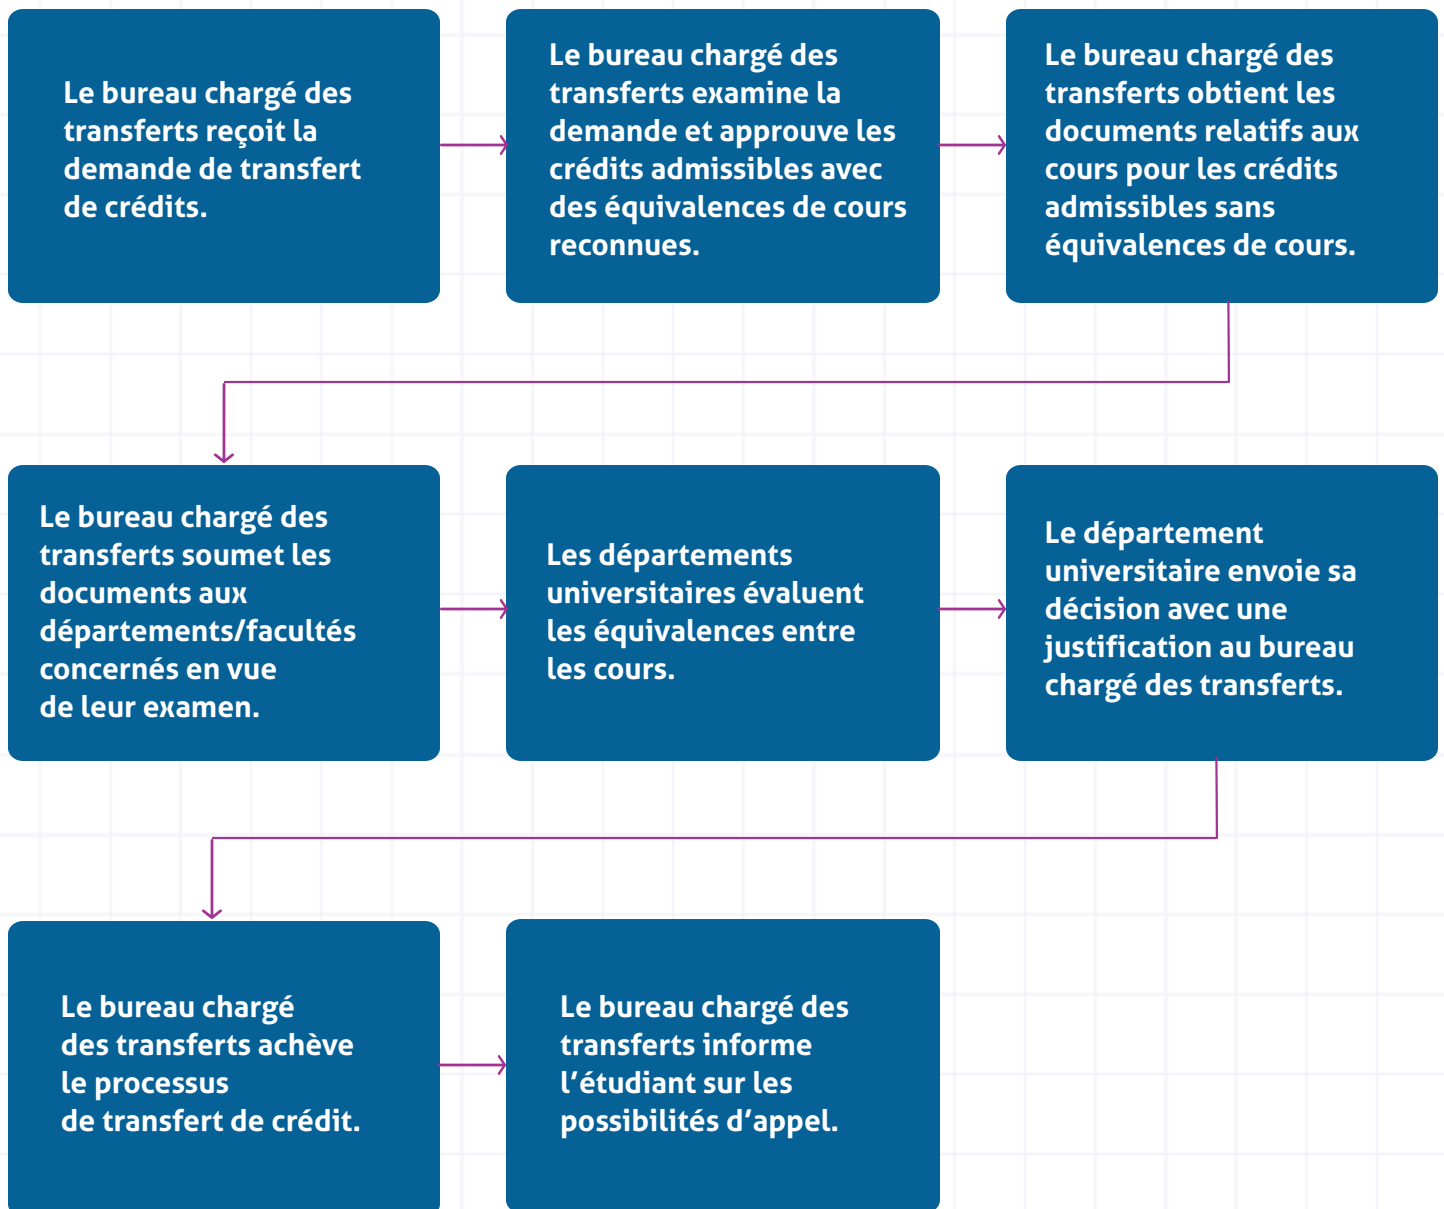 Le bureau chargé des
transferts reçoit la
demande de transfert
de crédits.
Le bureau chargé des
transferts examine la
demande et approuve les
crédits admissibles avec
des équivalences de cours
reconnues.
Le bureau chargé des
transferts obtient les
documents relatifs aux
cours pour les crédits
admissibles sans
équivalences de cours.
Le bureau chargé des
transferts soumet les
documents aux
départements/facultés
concernés en vue
de leur examen.
Les départements
universitaires évaluent
les équivalences entre
les cours.
Le département
universitaire envoie sa
décision avec une
justification au bureau
chargé des transferts.
Le bureau chargé
des transferts achève
le processus
de transfert de crédit.
Le bureau chargé des
transferts informe
l’étudiant sur les
possibilités d’appel.